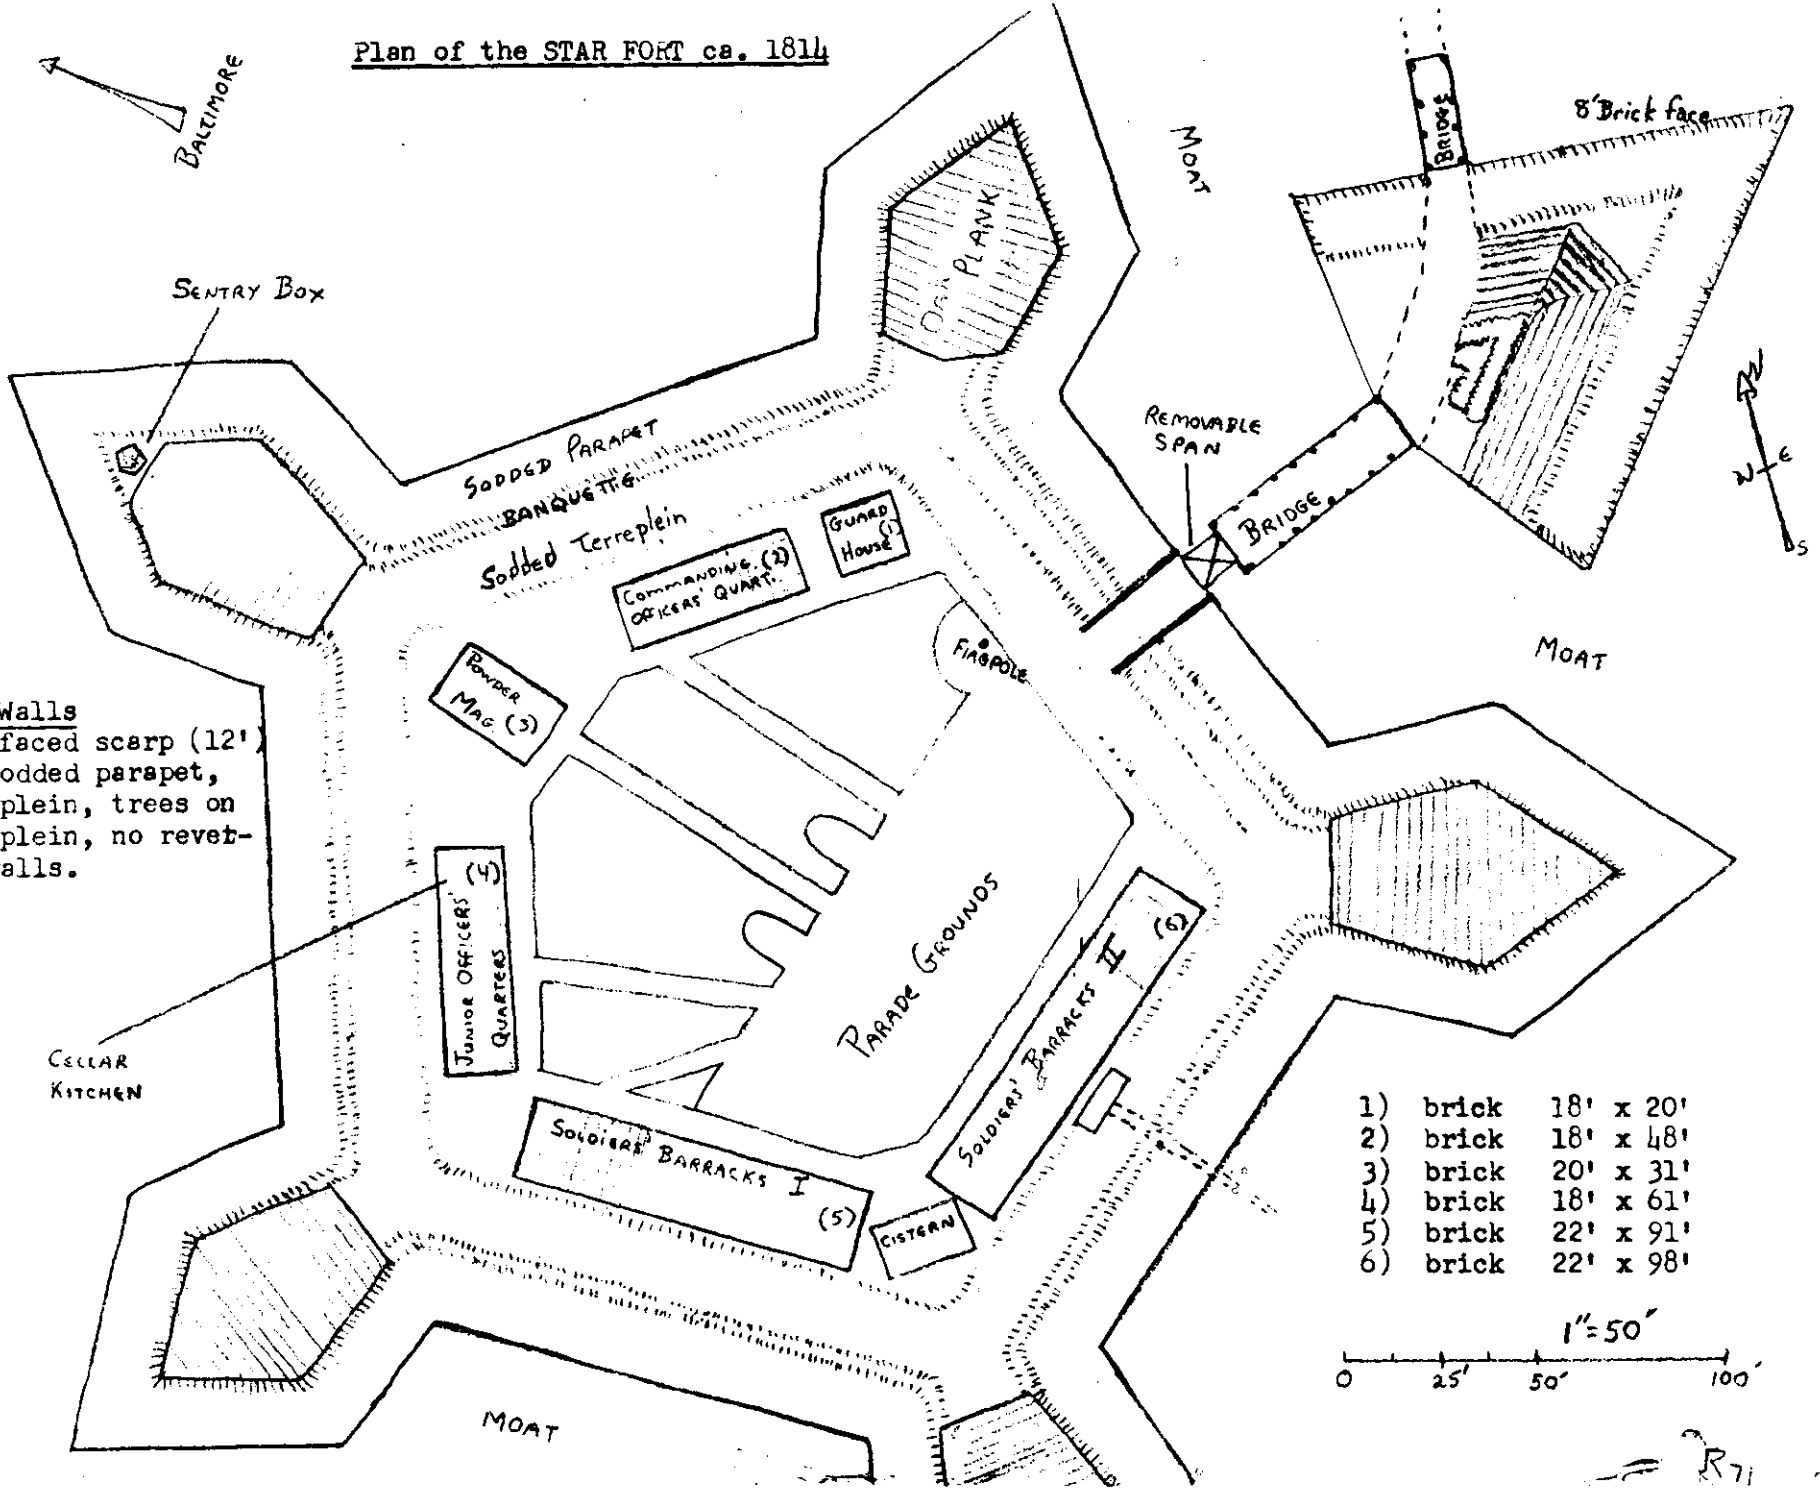 Plan of the STAR FORT ca. 1814
BALTIMORE
BRIDGE
8' Brick face
MOAT
OAK PLANK
SENTRY BOX
REMOVABLE
SPAN
BRIDGE
N
W E
S
SODDED PARAPET
BANQUETTE
Sodded Terreplein
GUARD
HOUSE (1)
COMMANDING (2)
OFFICERS' QUART.
FLAGPOLE
MOAT
POWDER
MAG. (3)
Walls
faced scarp (12')
odded parapet,
plein, trees on
plein, no revet-
alls.
(4)
JUNIOR OFFICERS'
QUARTERS
PARADE GROUNDS
SOLDIERS' BARRACKS II (6)
CELLAR
KITCHEN
SOLDIERS' BARRACKS I
(5)
CISTERN
1) brick 18' x 20'
2) brick 18' x 48'
3) brick 20' x 31'
4) brick 18' x 61'
5) brick 22' x 91'
6) brick 22' x 98'
1"=50'
0 25' 50' 100'
MOAT
R71